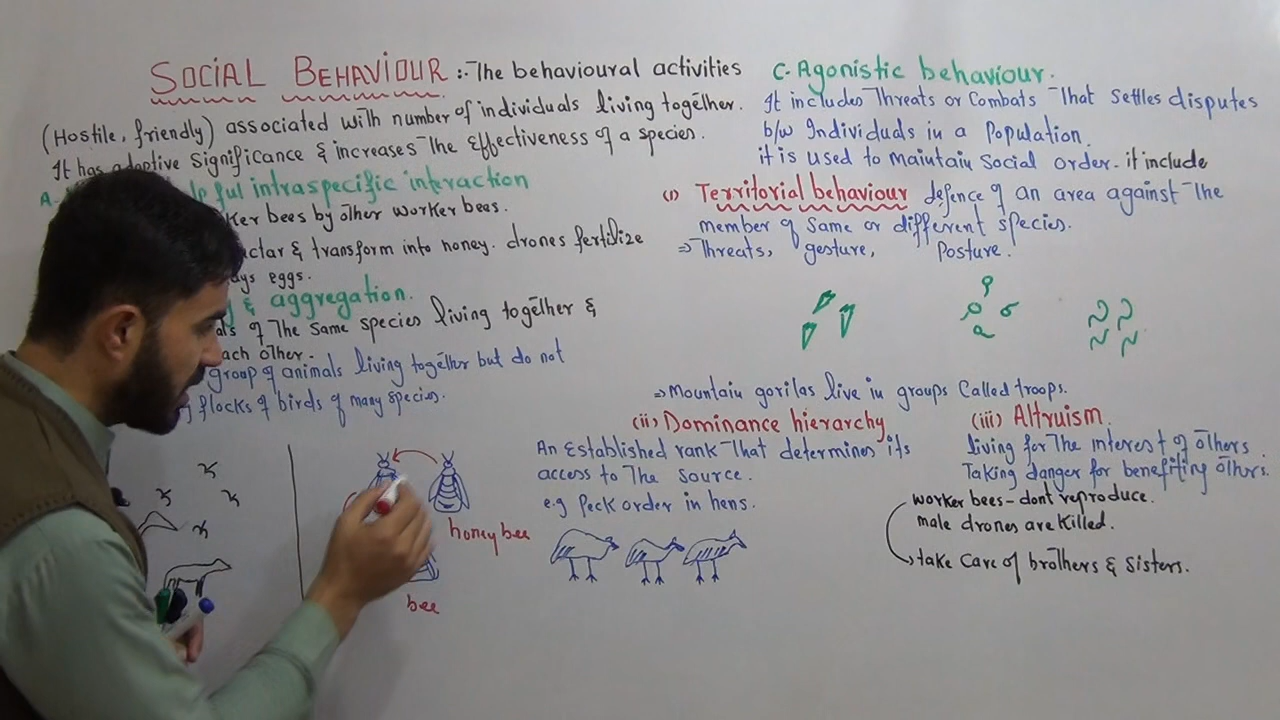 SOCIAL BEHAVIOUR :- The behavioural activities
(Hostile, friendly) associated with number of individuals living together.
It has adaptive significance & increases The effectiveness of a species.
A. helpful intraspecific interaction
worker bees by other worker bees.
nectar & transform into honey. drones fertilize
lays eggs.
& aggregation.
of The same species living together &
each other.
group of animals living together but do not
flocks of birds of many species.
honey bee
bee
C. Agonistic behaviour.
It includes Threats or Combats That settles disputes
b/w Individuals in a Population.
it is used to maintain social order. it include
(i) Territorial behaviour defence of an area against The
member of same or different species.
⇒ Threats, gesture, Posture.
⇒ Mountain gorilas live in groups Called troops.
(ii) Dominance hierarchy
An Established rank That determines its
access to The source.
e.g Peck order in hens.
(iii) Altruism.
living for The interest of others.
Taking danger for benefiting others.
worker bees - dont reproduce.
male drones are killed.
take care of brothers & sisters.